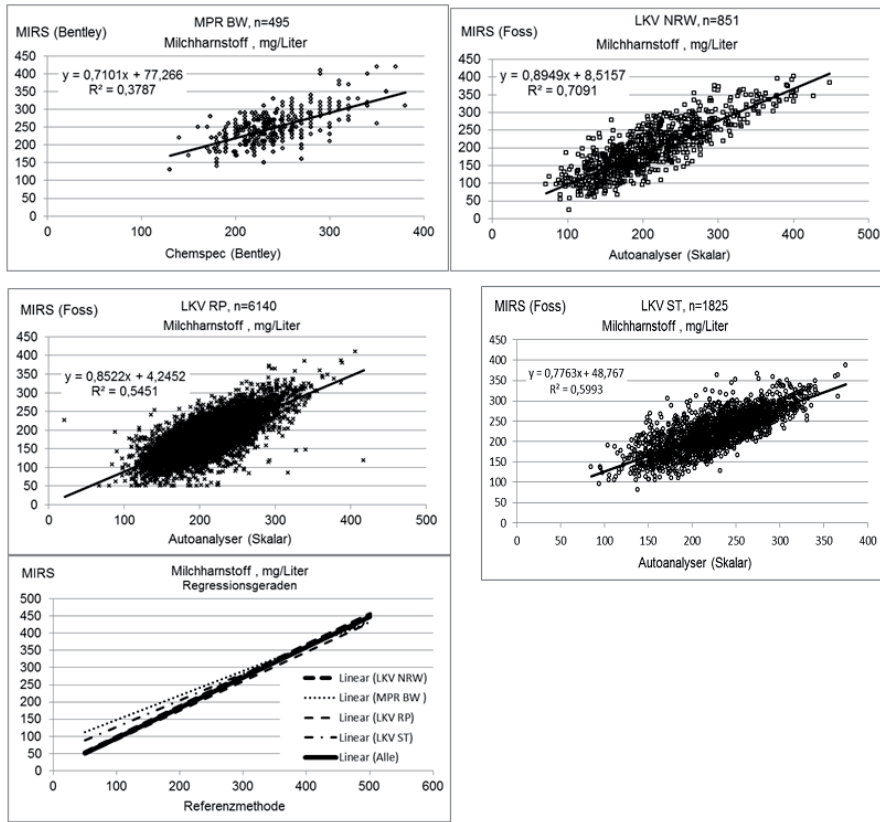 MPR BW, n=495
MIRS (Bentley)
Milchharnstoff , mg/Liter
450
400
350
300
250
200
150
100
50
0
y = 0,7101x + 77,266
R² = 0,3787
0 100 200 300 400
Chemspec (Bentley)
LKV NRW, n=851
MIRS (Foss)
Milchharnstoff , mg/Liter
450
400
350
300
250
200
150
100
50
0
y = 0,8949x + 8,5157
R² = 0,7091
0 100 200 300 400 500
Autoanalyser (Skalar)
MIRS (Foss)
LKV RP, n=6140
Milchharnstoff , mg/Liter
450
400
350
300
250
200
150
100
50
0
y = 0,8522x + 4,2452
R² = 0,5451
0 100 200 300 400 500
Autoanalyser (Skalar)
MIRS (Foss)
LKV ST, n=1825
Milchharnstoff, mg/Liter
450
400
350
300
250
200
150
100
50
0
y = 0,7763x + 48,767
R² = 0,5993
0 50 100 150 200 250 300 350 400
Autoanalyser (Skalar)
MIRS
Milchharnstoff , mg/Liter
Regressionsgeraden
450
400
350
300
250
200
150
100
50
0
Linear (LKV NRW)
Linear (MPR BW )
Linear (LKV RP)
Linear (LKV ST)
Linear (Alle)
0 100 200 300 400 500 600
Referenzmethode